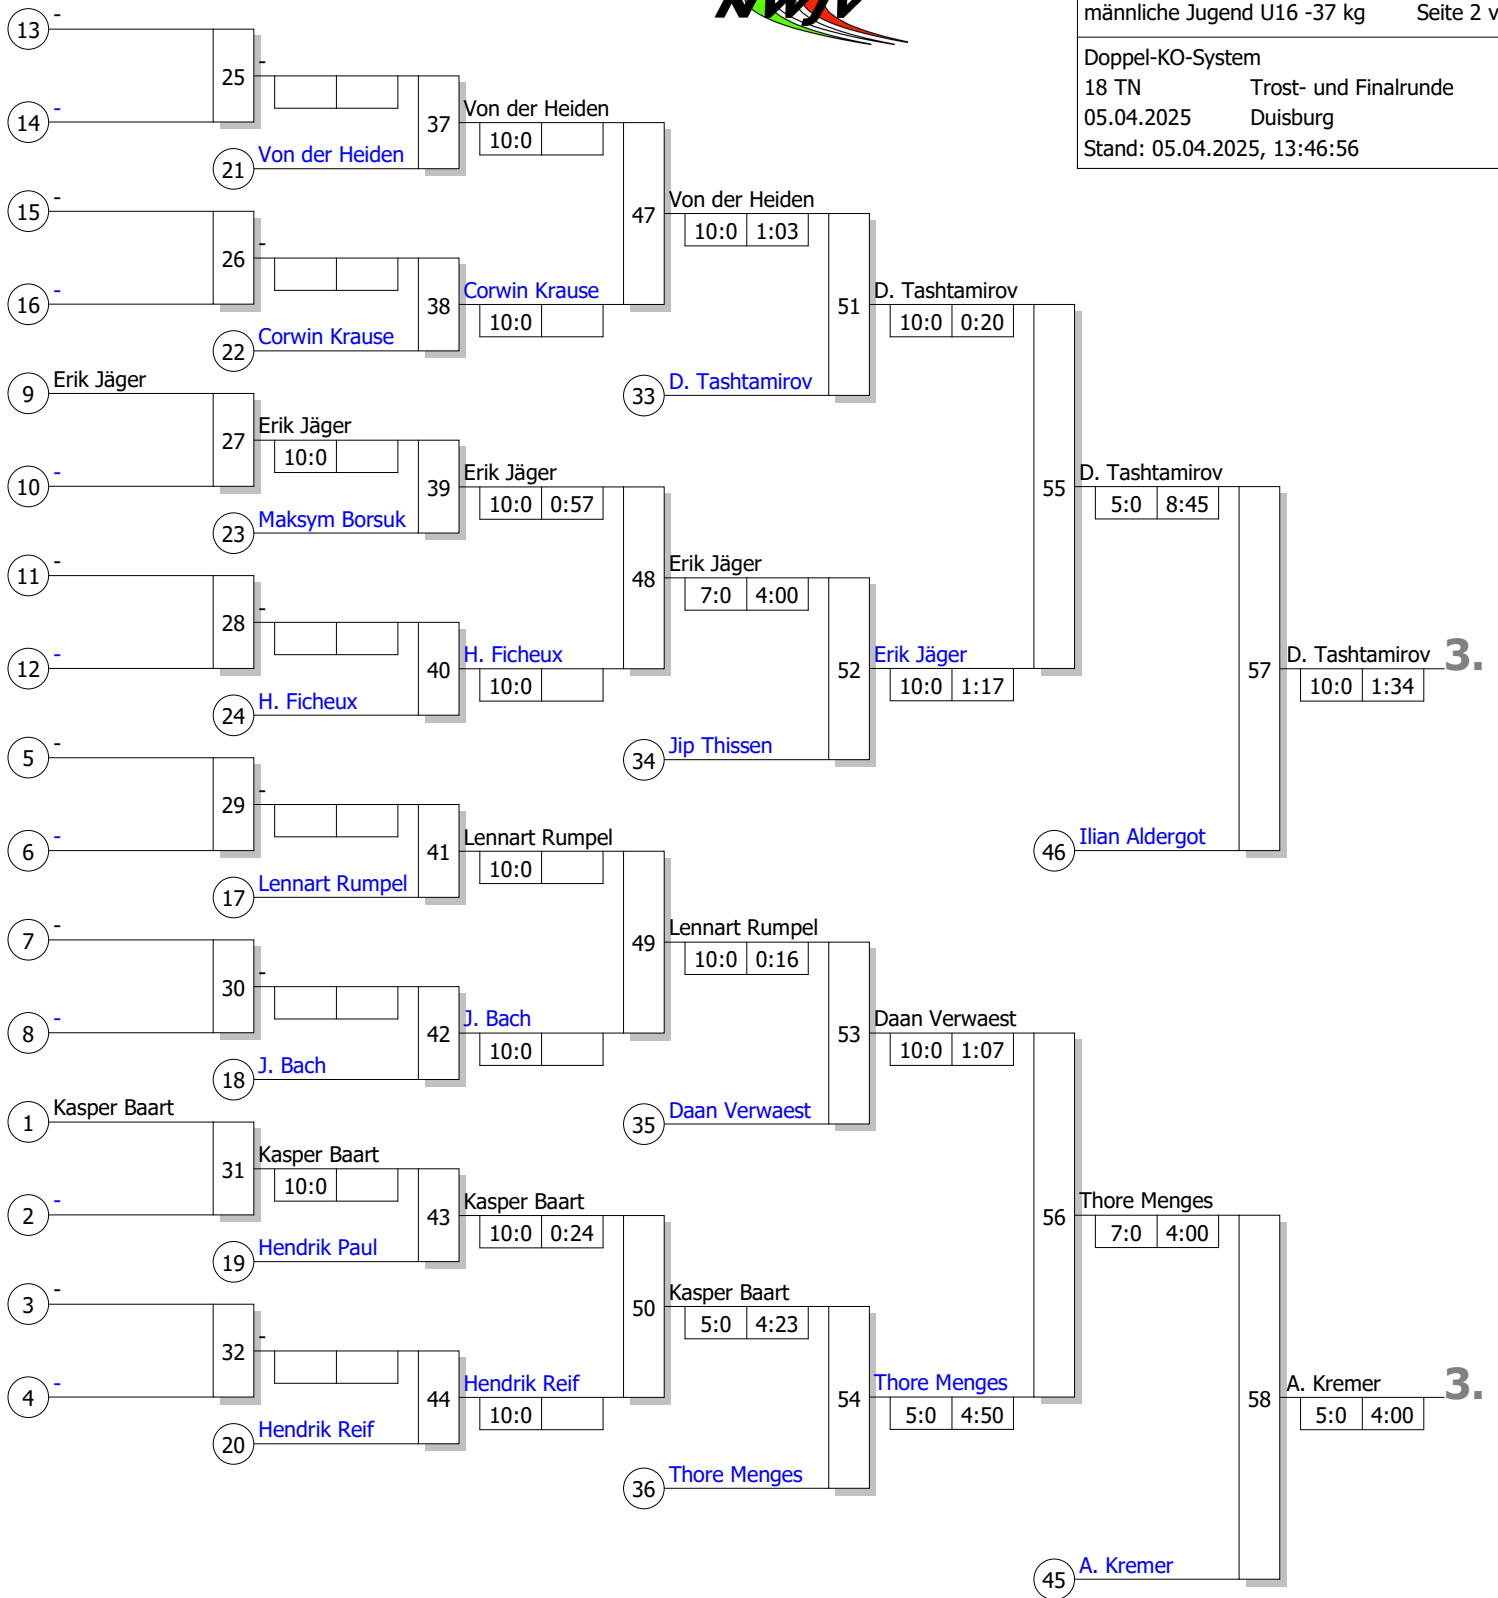 NWJV
männliche Jugend U16 -37 kg Seite 2 v
Doppel-KO-System
18 TN Trost- und Finalrunde
05.04.2025 Duisburg
Stand: 05.04.2025, 13:46:56
13 -
25 -
14 -
37 Von der Heiden
10:0
21 Von der Heiden
15 -
47 Von der Heiden
10:0 1:03
26 -
16 -
38 Corwin Krause
10:0
22 Corwin Krause
51 D. Tashtamirov
10:0 0:20
9 Erik Jäger
33 D. Tashtamirov
27 Erik Jäger
10:0
10 -
39 Erik Jäger
10:0 0:57
55 D. Tashtamirov
5:0 8:45
23 Maksym Borsuk
11 -
48 Erik Jäger
7:0 4:00
28 -
12 -
40 H. Ficheux
10:0
52 Erik Jäger
10:0 1:17
57 D. Tashtamirov 3.
10:0 1:34
24 H. Ficheux
5 -
34 Jip Thissen
29 -
6 -
41 Lennart Rumpel
10:0
46 Ilian Aldergot
17 Lennart Rumpel
7 -
49 Lennart Rumpel
10:0 0:16
30 -
8 -
42 J. Bach
10:0
53 Daan Verwaest
10:0 1:07
18 J. Bach
1 Kasper Baart
35 Daan Verwaest
31 Kasper Baart
10:0
2 -
43 Kasper Baart
10:0 0:24
56 Thore Menges
7:0 4:00
19 Hendrik Paul
3 -
50 Kasper Baart
5:0 4:23
32 -
4 -
44 Hendrik Reif
10:0
54 Thore Menges
5:0 4:50
58 A. Kremer 3.
5:0 4:00
20 Hendrik Reif
36 Thore Menges
45 A. Kremer